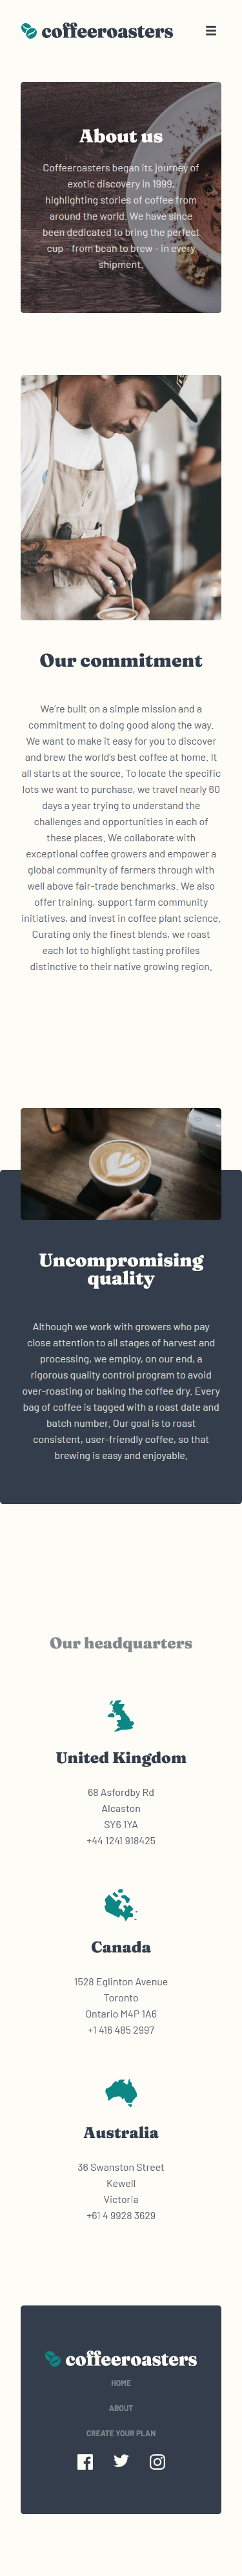 coffeeroasters
About us
Coffeeroasters began its journey of
exotic discovery in 1999,
highlighting stories of coffee from
around the world. We have since
been dedicated to bring the perfect
cup - from bean to brew - in every
shipment.
Our commitment
We're built on a simple mission and a
commitment to doing good along the way.
We want to make it easy for you to discover
and brew the world's best coffee at home. It
all starts at the source. To locate the specific
lots we want to purchase, we travel nearly 60
days a year trying to understand the
challenges and opportunities in each of
these places. We collaborate with
exceptional coffee growers and empower a
global community of farmers through with
well above fair-trade benchmarks. We also
offer training, support farm community
initiatives, and invest in coffee plant science.
Curating only the finest blends, we roast
each lot to highlight tasting profiles
distinctive to their native growing region.
Uncompromising
quality
Although we work with growers who pay
close attention to all stages of harvest and
processing, we employ, on our end, a
rigorous quality control program to avoid
over-roasting or baking the coffee dry. Every
bag of coffee is tagged with a roast date and
batch number. Our goal is to roast
consistent, user-friendly coffee, so that
brewing is easy and enjoyable.
Our headquarters
United Kingdom
68 Asfordby Rd
Alcaston
SY6 1YA
+44 1241 918425
Canada
1528 Eglinton Avenue
Toronto
Ontario M4P 1A6
+1 416 485 2997
Australia
36 Swanston Street
Kewell
Victoria
+61 4 9928 3629
coffeeroasters
HOME
ABOUT
CREATE YOUR PLAN